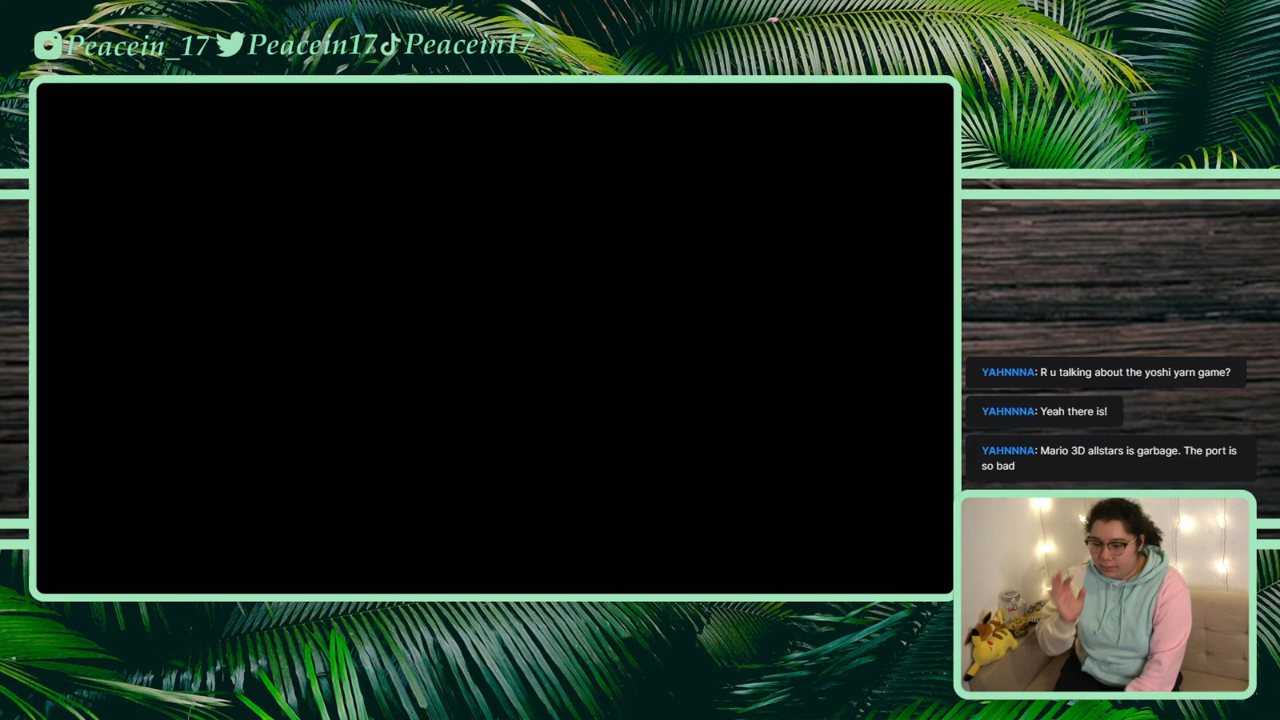 Peacein_17 Peacein17 Peacein17
YAHNNNA: R u talking about the yoshi yarn game?
YAHNNNA: Yeah there is!
YAHNNNA: Mario 3D allstars is garbage. The port is
so bad